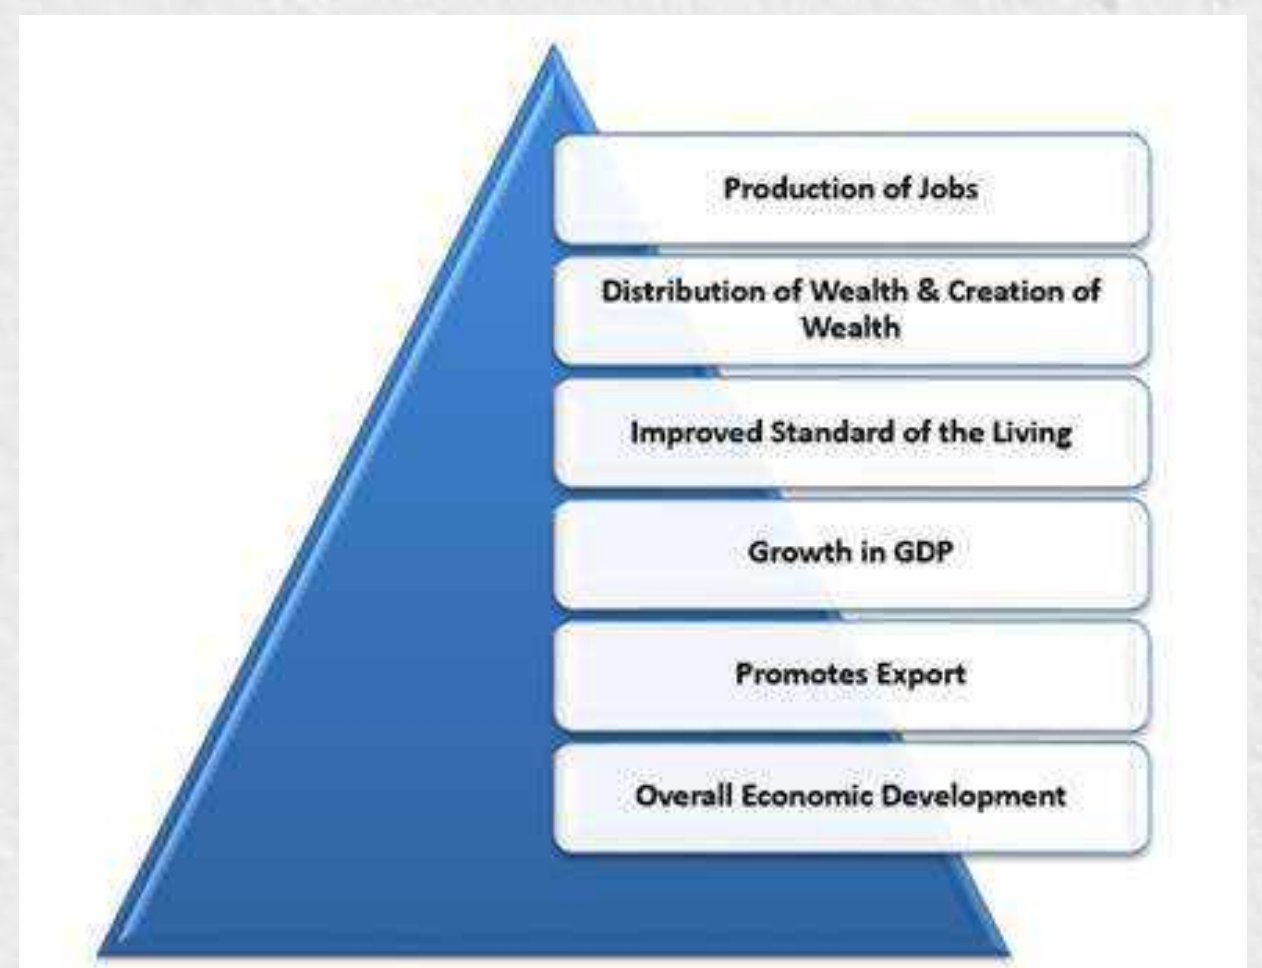 Production of Jobs
Distribution of Wealth & Creation of
Wealth
Improved Standard of the Living
Growth in GDP
Promotes Export
Overall Economic Development